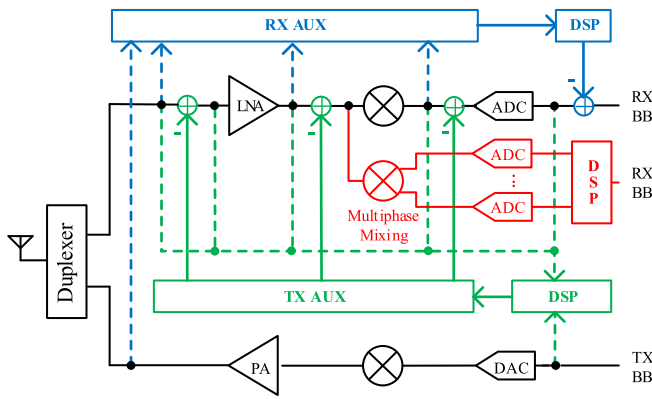 RX AUX
DSP
-
LNA
-
-
-
ADC
RX
BB
ADC
...
ADC
D
S
P
RX
BB
Multiphase
Mixing
Duplexer
TX AUX
DSP
PA
DAC
TX
BB